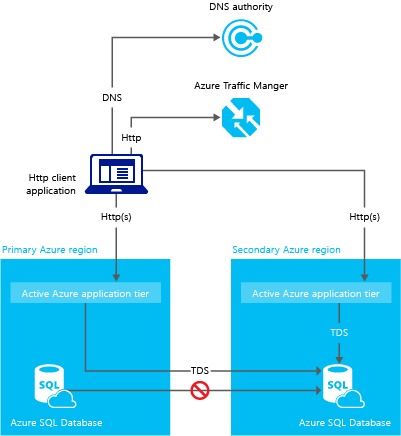 DNS authority
Azure Traffic Manger
DNS
Http
Http client
application
Http(s)
Http(s)
Primary Azure region
Secondary Azure region
Active Azure application tier
Active Azure application tier
TDS
TDS
SQL
SQL
Azure SQL Database
Azure SQL Database